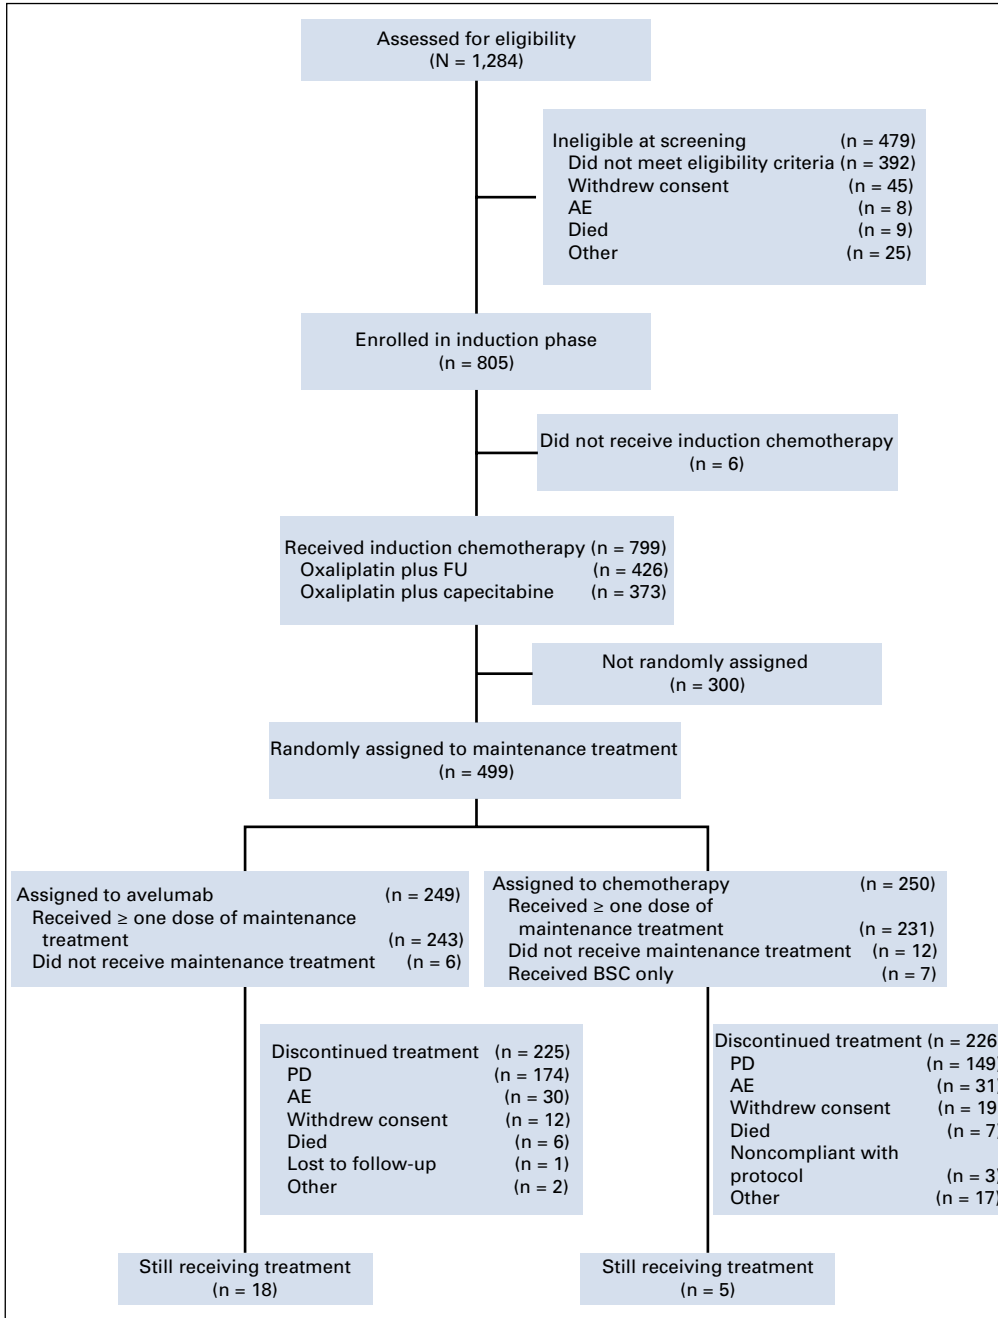 Assessed for eligibility
(N = 1,284)
Ineligible at screening (n = 479)
Did not meet eligibility criteria (n = 392)
Withdrew consent (n = 45)
AE (n = 8)
Died (n = 9)
Other (n = 25)
Enrolled in induction phase
(n = 805)
Did not receive induction chemotherapy
(n = 6)
Received induction chemotherapy (n = 799)
Oxaliplatin plus FU (n = 426)
Oxaliplatin plus capecitabine (n = 373)
Not randomly assigned
(n = 300)
Randomly assigned to maintenance treatment
(n = 499)
Assigned to avelumab (n = 249)
Received ≥ one dose of maintenance
treatment (n = 243)
Did not receive maintenance treatment (n = 6)
Assigned to chemotherapy (n = 250)
Received ≥ one dose of
maintenance treatment (n = 231)
Did not receive maintenance treatment (n = 12)
Received BSC only (n = 7)
Discontinued treatment (n = 225)
PD (n = 174)
AE (n = 30)
Withdrew consent (n = 12)
Died (n = 6)
Lost to follow-up (n = 1)
Other (n = 2)
Discontinued treatment (n = 226)
PD (n = 149)
AE (n = 31)
Withdrew consent (n = 19)
Died (n = 7)
Noncompliant with
protocol (n = 3)
Other (n = 17)
Still receiving treatment
(n = 18)
Still receiving treatment
(n = 5)